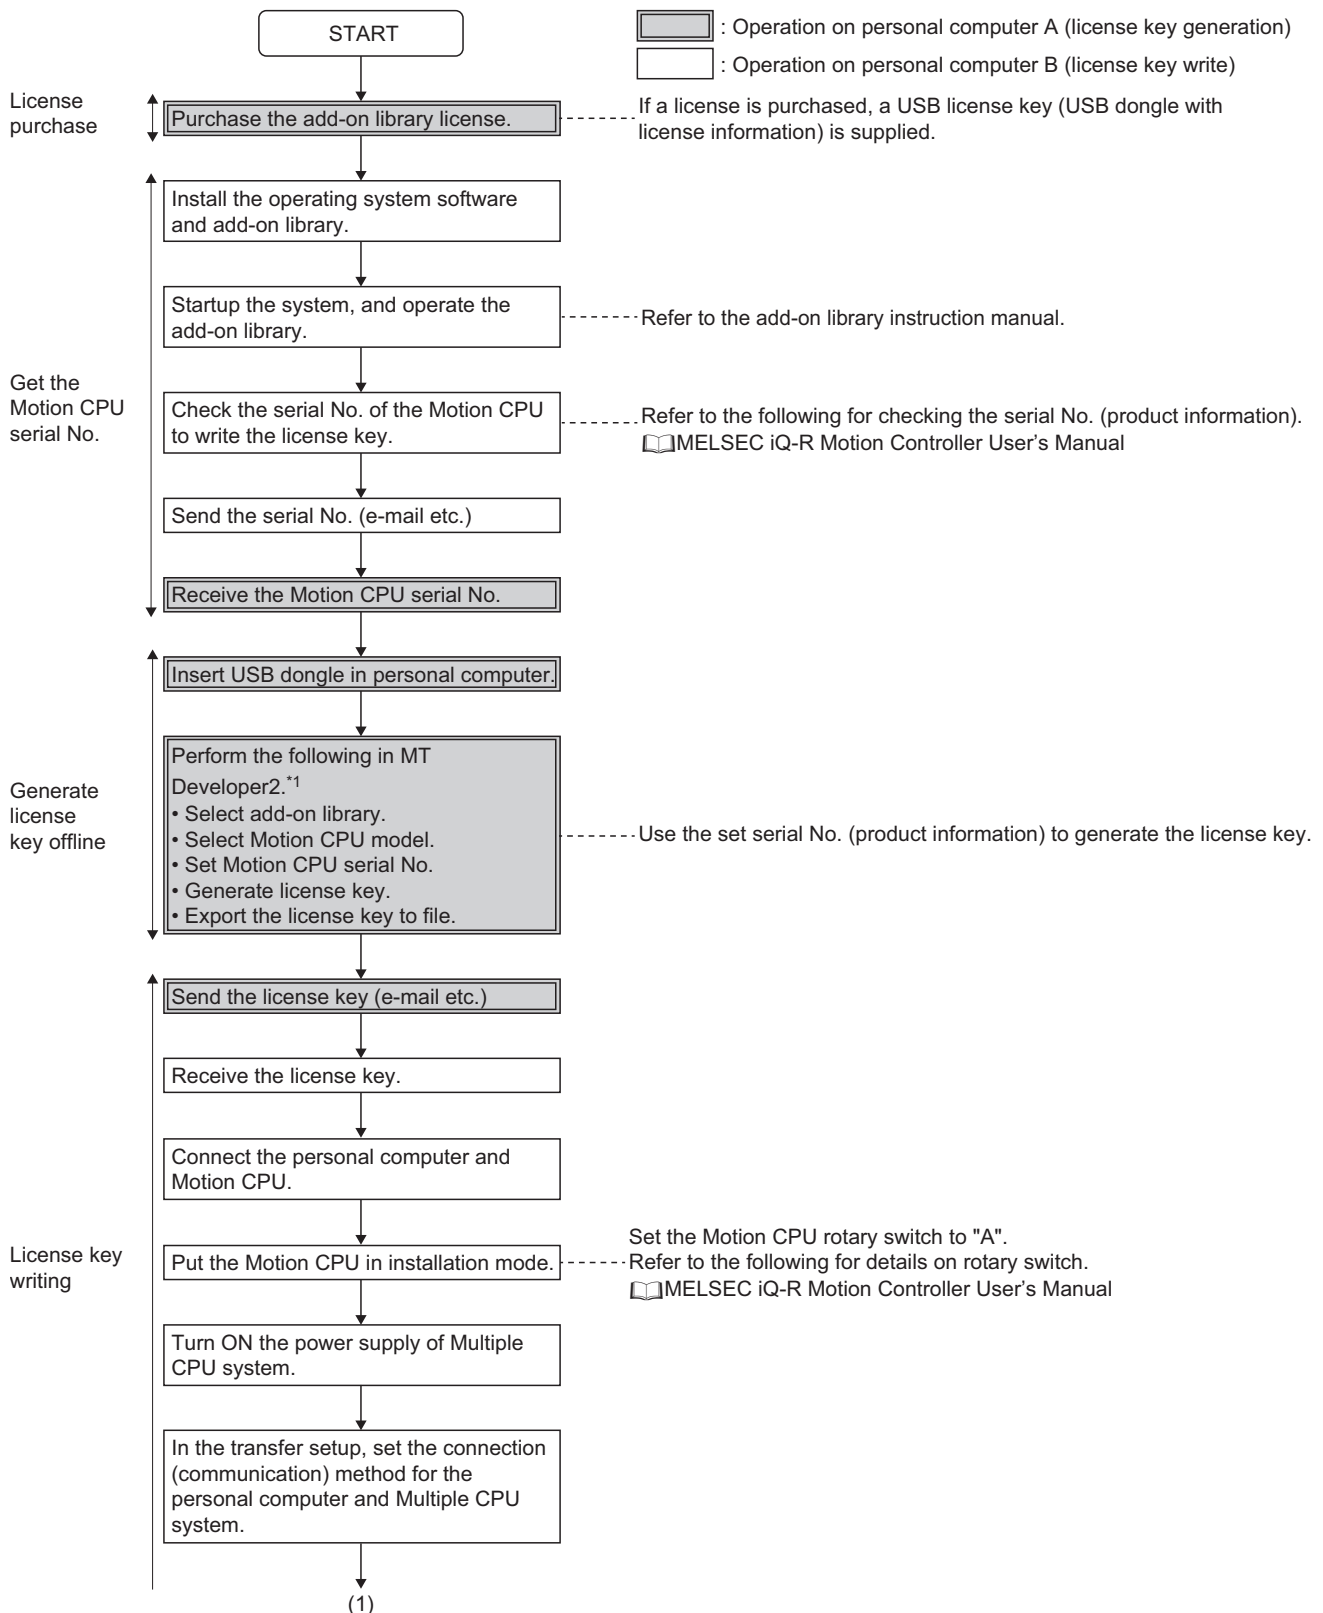 START
: Operation on personal computer A (license key generation)
: Operation on personal computer B (license key write)
License
purchase
Purchase the add-on library license.
If a license is purchased, a USB license key (USB dongle with
license information) is supplied.
Install the operating system software
and add-on library.
Startup the system, and operate the
add-on library.
Refer to the add-on library instruction manual.
Get the
Motion CPU
serial No.
Check the serial No. of the Motion CPU
to write the license key.
Refer to the following for checking the serial No. (product information).
MELSEC iQ-R Motion Controller User's Manual
Send the serial No. (e-mail etc.)
Receive the Motion CPU serial No.
Insert USB dongle in personal computer.
Generate
license
key offline
Perform the following in MT
Developer2.*1
• Select add-on library.
• Select Motion CPU model.
• Set Motion CPU serial No.
• Generate license key.
• Export the license key to file.
Use the set serial No. (product information) to generate the license key.
Send the license key (e-mail etc.)
Receive the license key.
Connect the personal computer and
Motion CPU.
License key
writing
Put the Motion CPU in installation mode.
Set the Motion CPU rotary switch to "A".
Refer to the following for details on rotary switch.
MELSEC iQ-R Motion Controller User's Manual
Turn ON the power supply of Multiple
CPU system.
In the transfer setup, set the connection
(communication) method for the
personal computer and Multiple CPU
system.
(1)